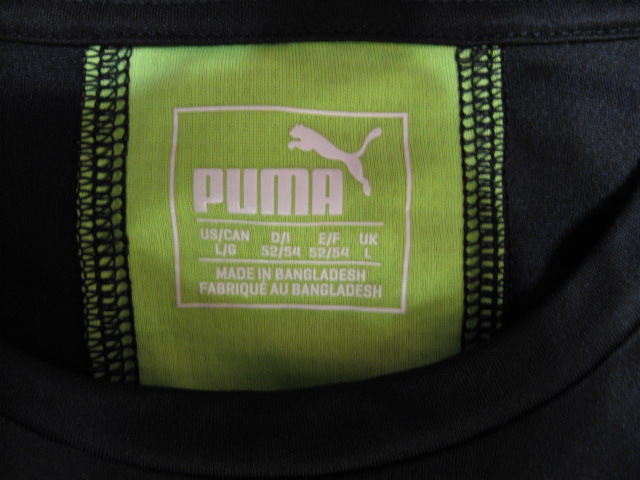 PUMA
US/CAN D/I E/F UK
L/G 52/54 52/54 L
MADE IN BANGLADESH
FABRIQUÉ AU BANGLADESH